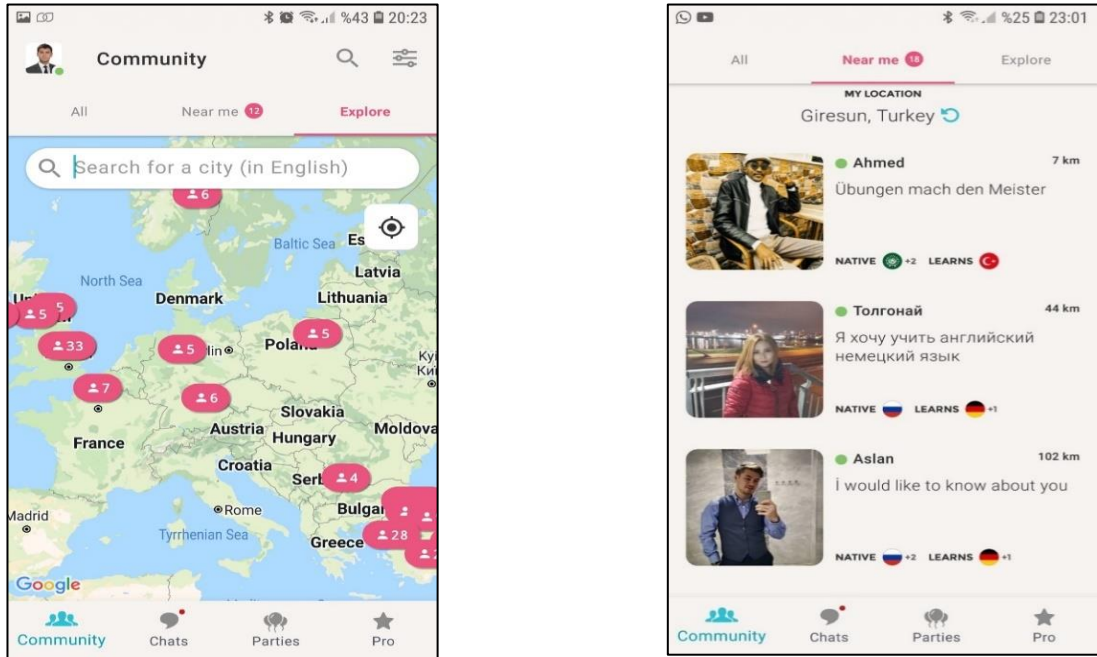 %43 20:23
Community
All Near me 12 Explore
Search for a city (in English)
6
Baltic Sea
Latvia
North Sea
Denmark Lithuania
5
5
33
5
5
7
6
Slovakia
Austria Hungary
Moldova
France
Croatia
4
Madrid
Rome
Tyrrhenian Sea
Greece
28
Google
Community Chats Parties Pro
%25 23:01
All Near me 18 Explore
MY LOCATION
Giresun, Turkey
Ahmed 7 km
Übungen mach den Meister
NATIVE +2 LEARNS
Толгонай 44 km
Я хочу учить английский
немецкий язык
NATIVE LEARNS +1
Aslan 102 km
İ would like to know about you
NATIVE +2 LEARNS +1
Community Chats Parties Pro